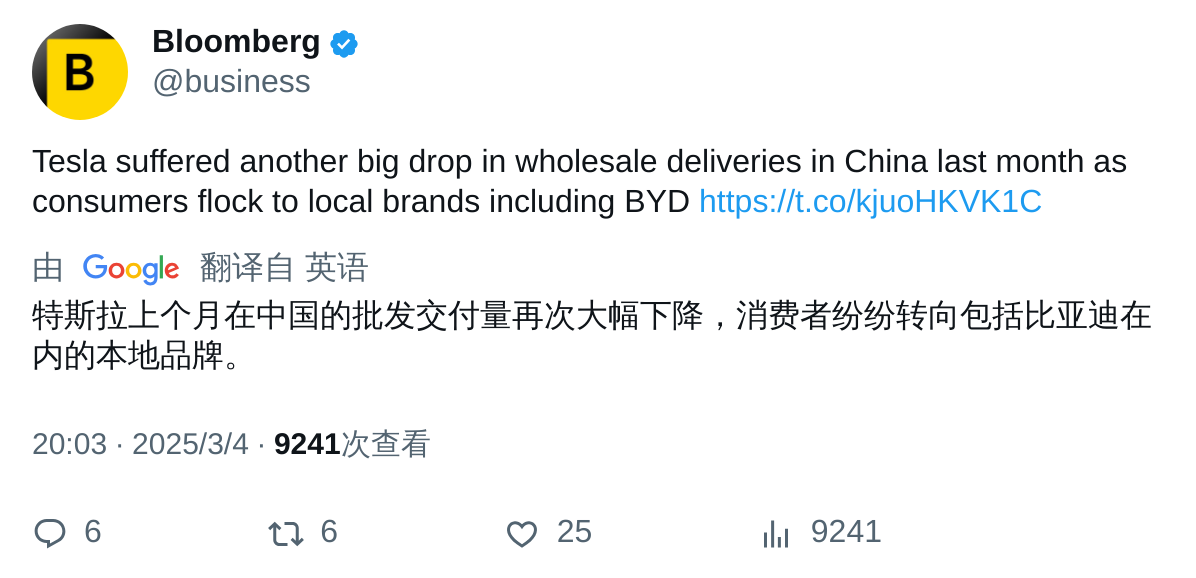 B
Bloomberg
@business
Tesla suffered another big drop in wholesale deliveries in China last month as
consumers flock to local brands including BYD https://t.co/kjuoHKVK1C
由 Google 翻译自 英语
特斯拉上个月在中国的批发交付量再次大幅下降，消费者纷纷转向包括比亚迪在
内的本地品牌。
20:03 · 2025/3/4 · 9241次查看
6 6 25 9241